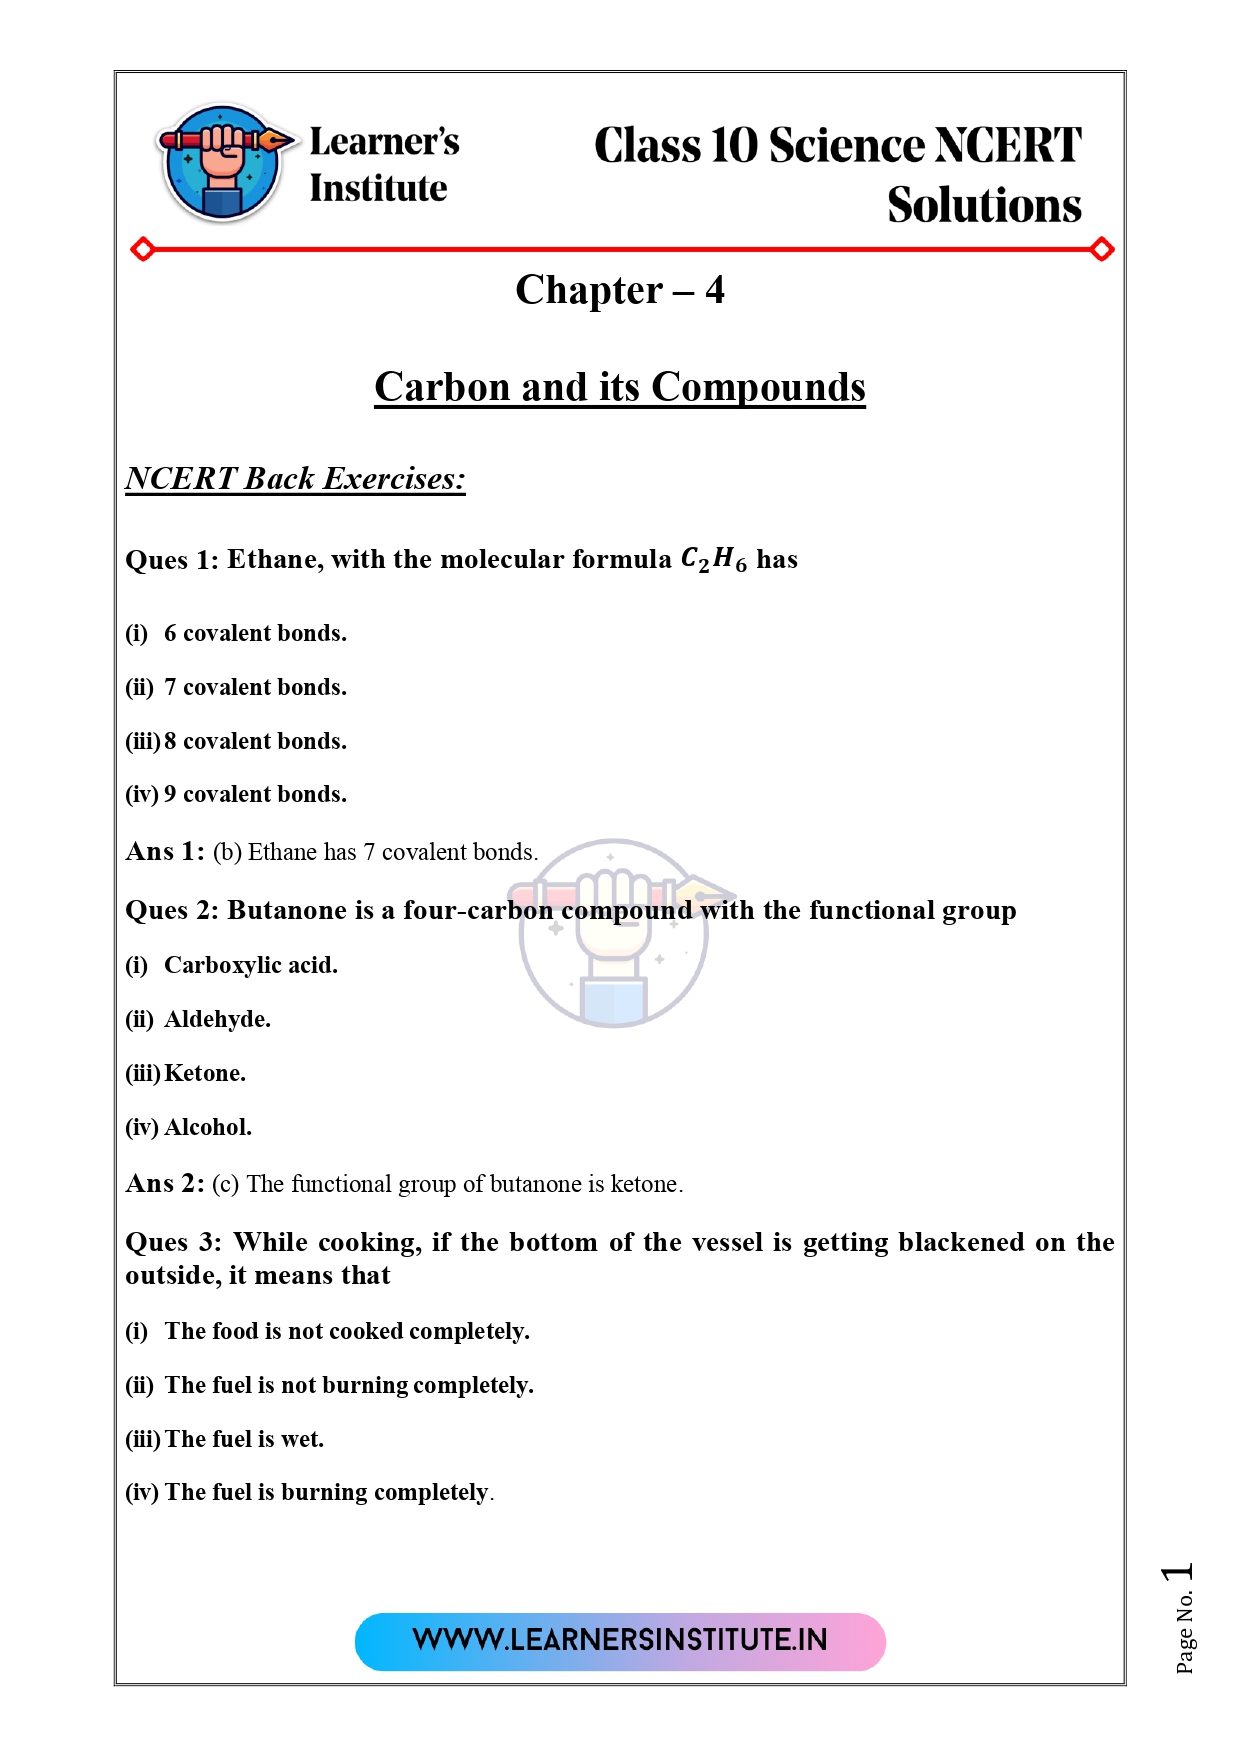 Learner's
Institute
Class 10 Science NCERT
Solutions
Chapter – 4
Carbon and its Compounds
NCERT Back Exercises:
Ques 1: Ethane, with the molecular formula C₂H₆ has
(i) 6 covalent bonds.
(ii) 7 covalent bonds.
(iii) 8 covalent bonds.
(iv) 9 covalent bonds.
Ans 1: (b) Ethane has 7 covalent bonds.
Ques 2: Butanone is a four-carbon compound with the functional group
(i) Carboxylic acid.
(ii) Aldehyde.
(iii) Ketone.
(iv) Alcohol.
Ans 2: (c) The functional group of butanone is ketone.
Ques 3: While cooking, if the bottom of the vessel is getting blackened on the
outside, it means that
(i) The food is not cooked completely.
(ii) The fuel is not burning completely.
(iii) The fuel is wet.
(iv) The fuel is burning completely.
Page No. 1
WWW.LEARNERSINSTITUTE.IN